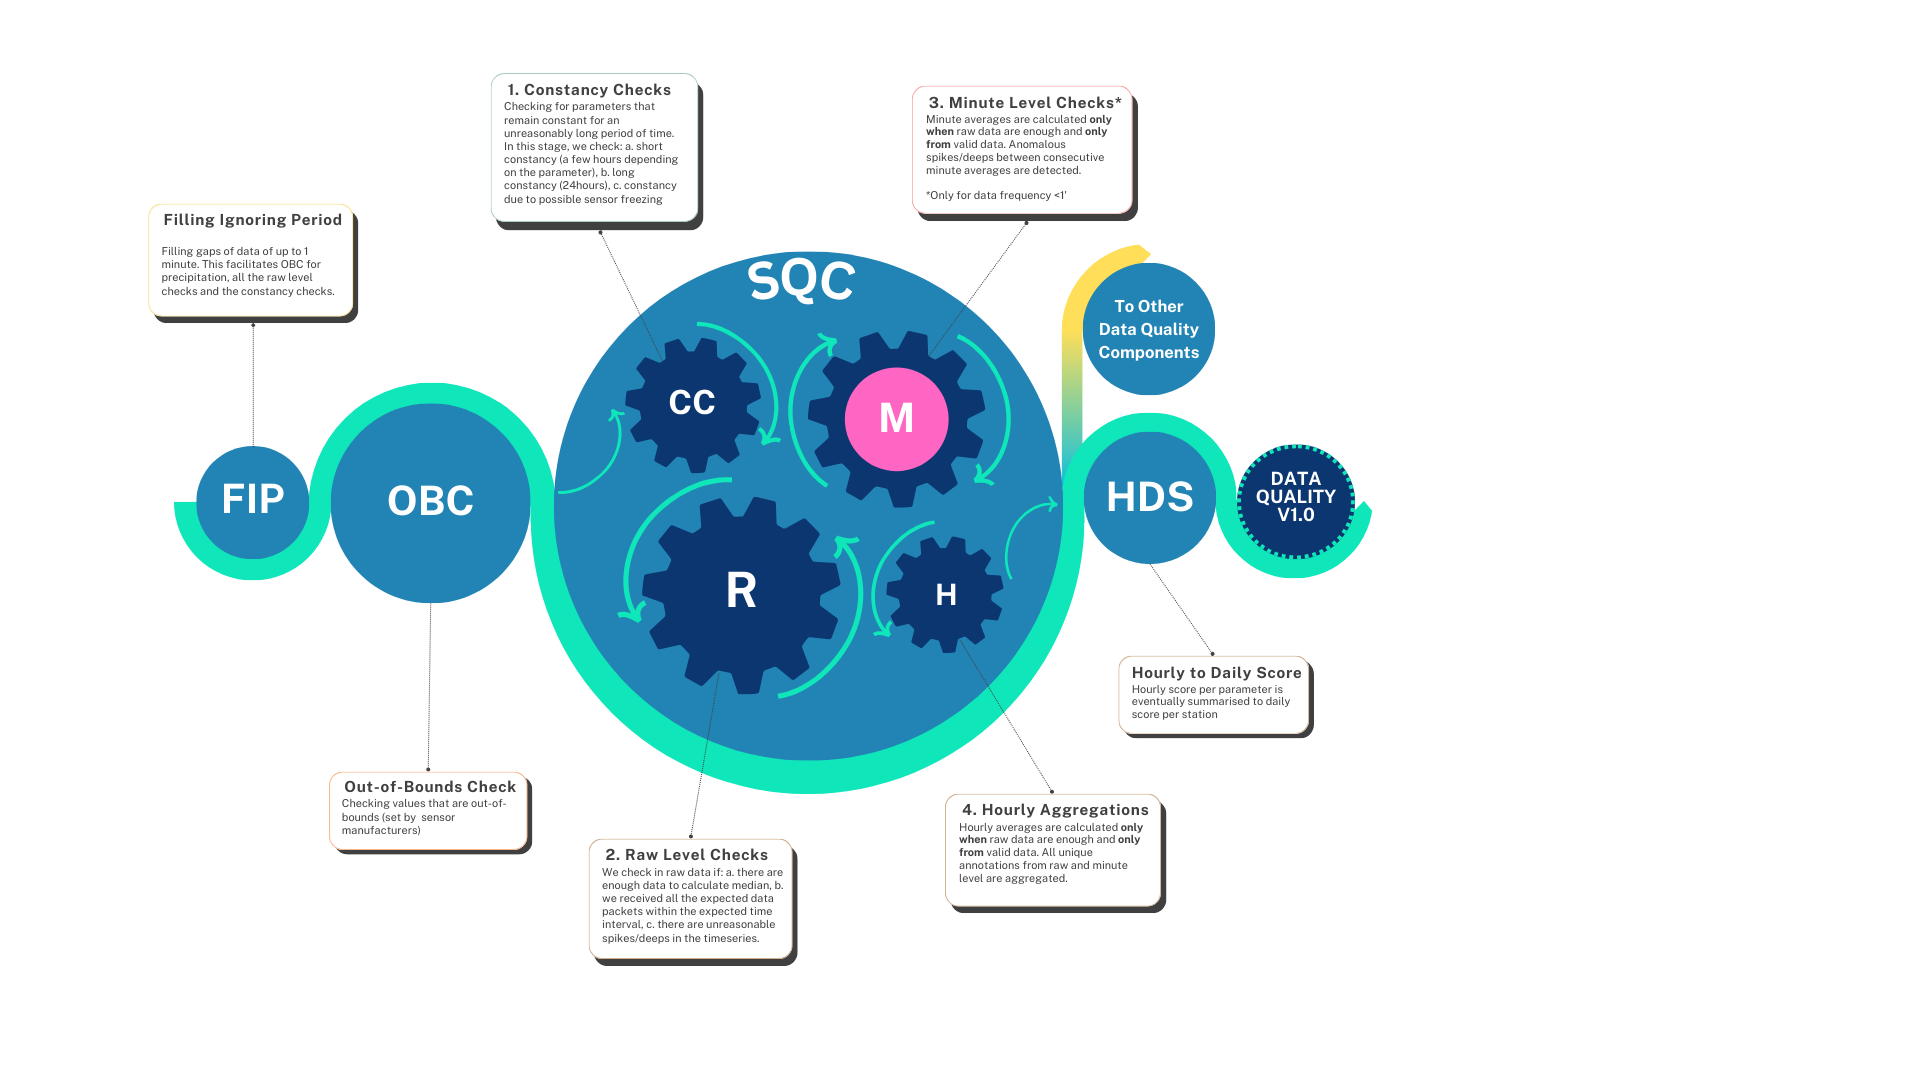 1. Constancy Checks
Checking for parameters that
remain constant for an
unreasonably long period of time.
In this stage, we check: a. short
constancy (a few hours depending
on the parameter), b. long
constancy (24hours), c. constancy
due to possible sensor freezing
3. Minute Level Checks*
Minute averages are calculated only
when raw data are enough and only
from valid data. Anomalous
spikes/deeps between consecutive
minute averages are detected.
*Only for data frequency <1'
Filling Ignoring Period
Filling gaps of data of up to 1
minute. This facilitates OBC for
precipitation, all the raw level
checks and the constancy checks.
SQC
To Other
Data Quality
Components
CC
M
FIP
OBC
HDS
DATA
QUALITY
V1.0
R
H
Hourly to Daily Score
Hourly score per parameter is
eventually summarised to daily
score per station
Out-of-Bounds Check
Checking values that are out-of-
bounds (set by sensor
manufacturers)
4. Hourly Aggregations
Hourly averages are calculated only
when raw data are enough and only
from valid data. All unique
annotations from raw and minute
level are aggregated.
2. Raw Level Checks
We check in raw data if: a. there are
enough data to calculate median, b.
we received all the expected data
packets within the expected time
interval, c. there are unreasonable
spikes/deeps in the timeseries.